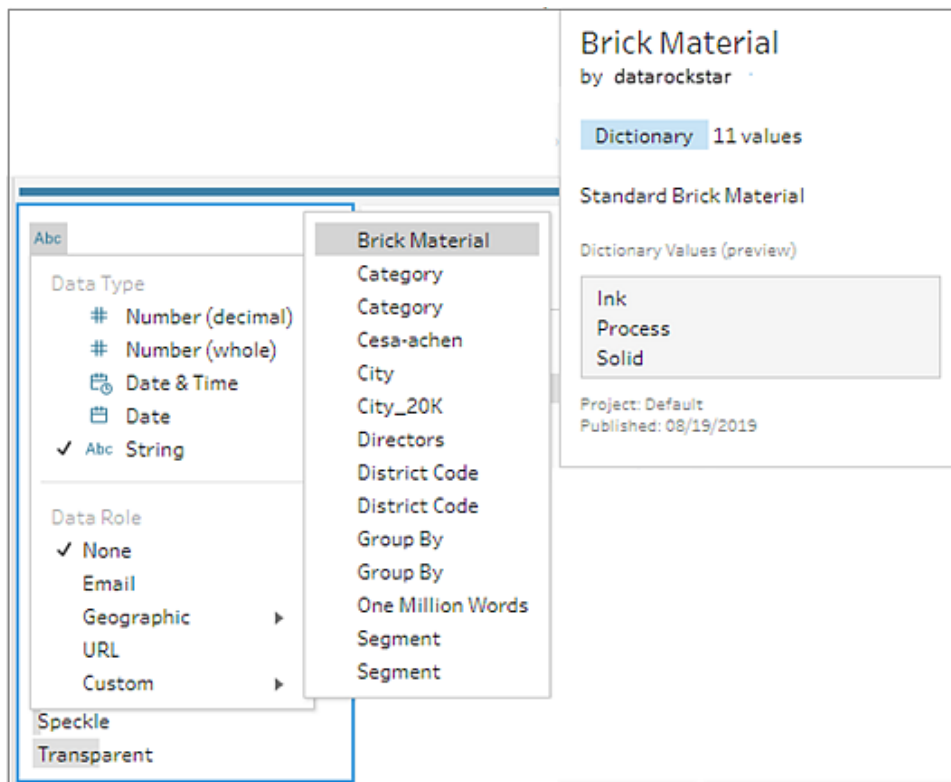 Abc
Data Type
Number (decimal)
Number (whole)
Date & Time
Date
Abc String
Data Role
None
Email
Geographic
URL
Custom
Speckle
Transparent
Brick Material
Category
Category
Cesa-achen
City
City_20K
Directors
District Code
District Code
Group By
Group By
One Million Words
Segment
Segment
Brick Material
by datarockstar
Dictionary 11 values
Standard Brick Material
Dictionary Values (preview)
Ink
Process
Solid
Project: Default
Published: 08/19/2019